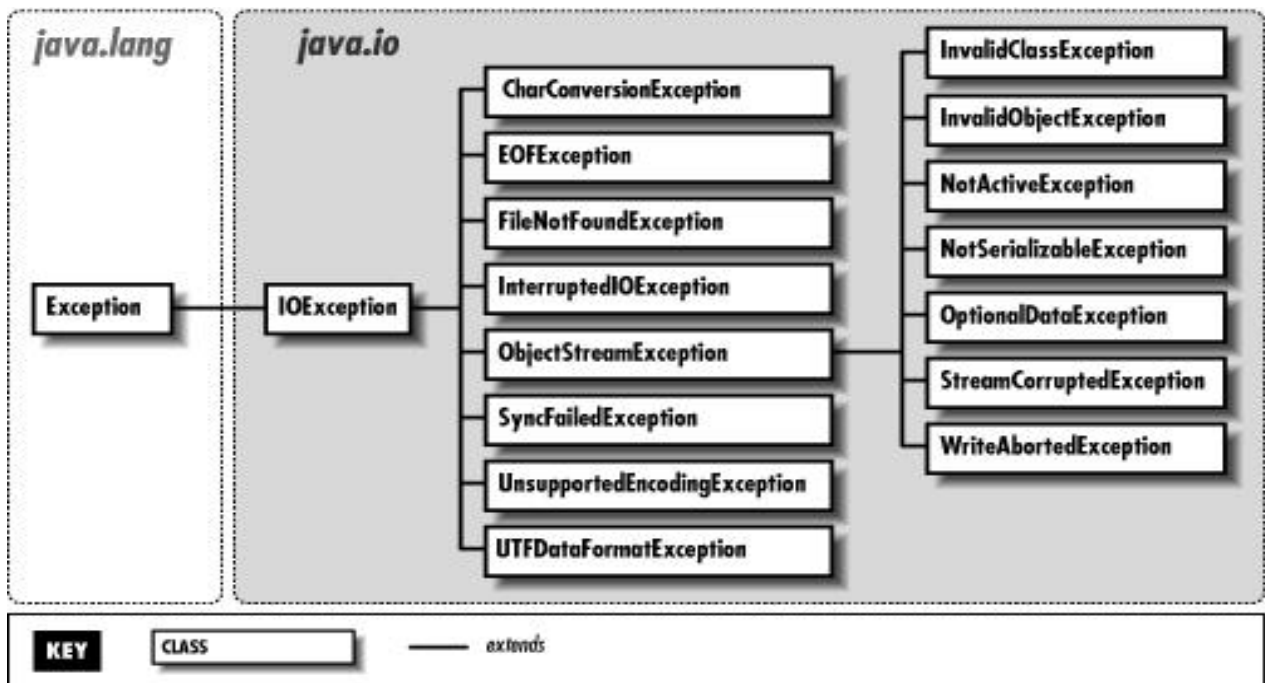 java.lang
java.io
Exception
IOException
CharConversionException
EOFException
FileNotFoundException
InterruptedIOException
ObjectStreamException
SyncFailedException
UnsupportedEncodingException
UTFDataFormatException
InvalidClassException
InvalidObjectException
NotActiveException
NotSerializableException
OptionalDataException
StreamCorruptedException
WriteAbortedException
KEY
CLASS
extends